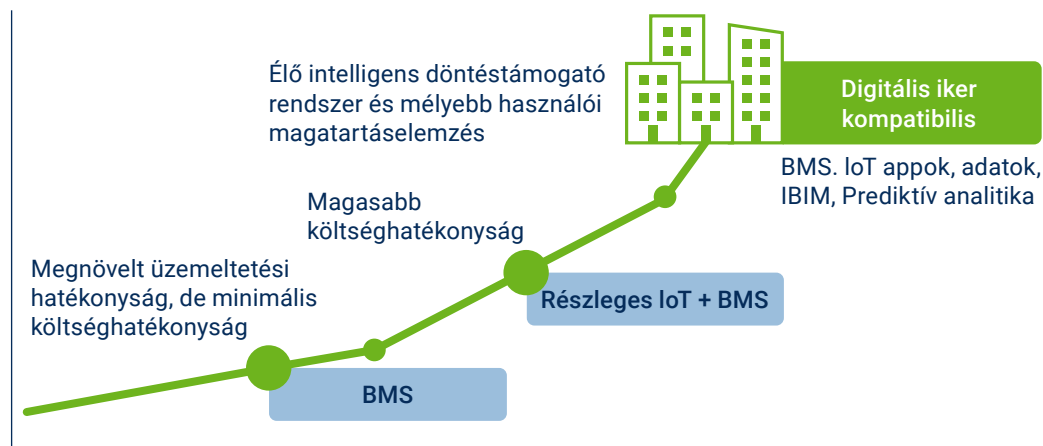 Élő intelligens döntéstámogató
rendszer és mélyebb használói
magatartáselemzés
Digitális iker
kompatibilis
BMS. IoT appok, adatok,
IBIM, Prediktív analitika
Magasabb
költséghatékonyság
Részleges IoT + BMS
Megnövelt üzemeltetési
hatékonyság, de minimális
költséghatékonyság
BMS